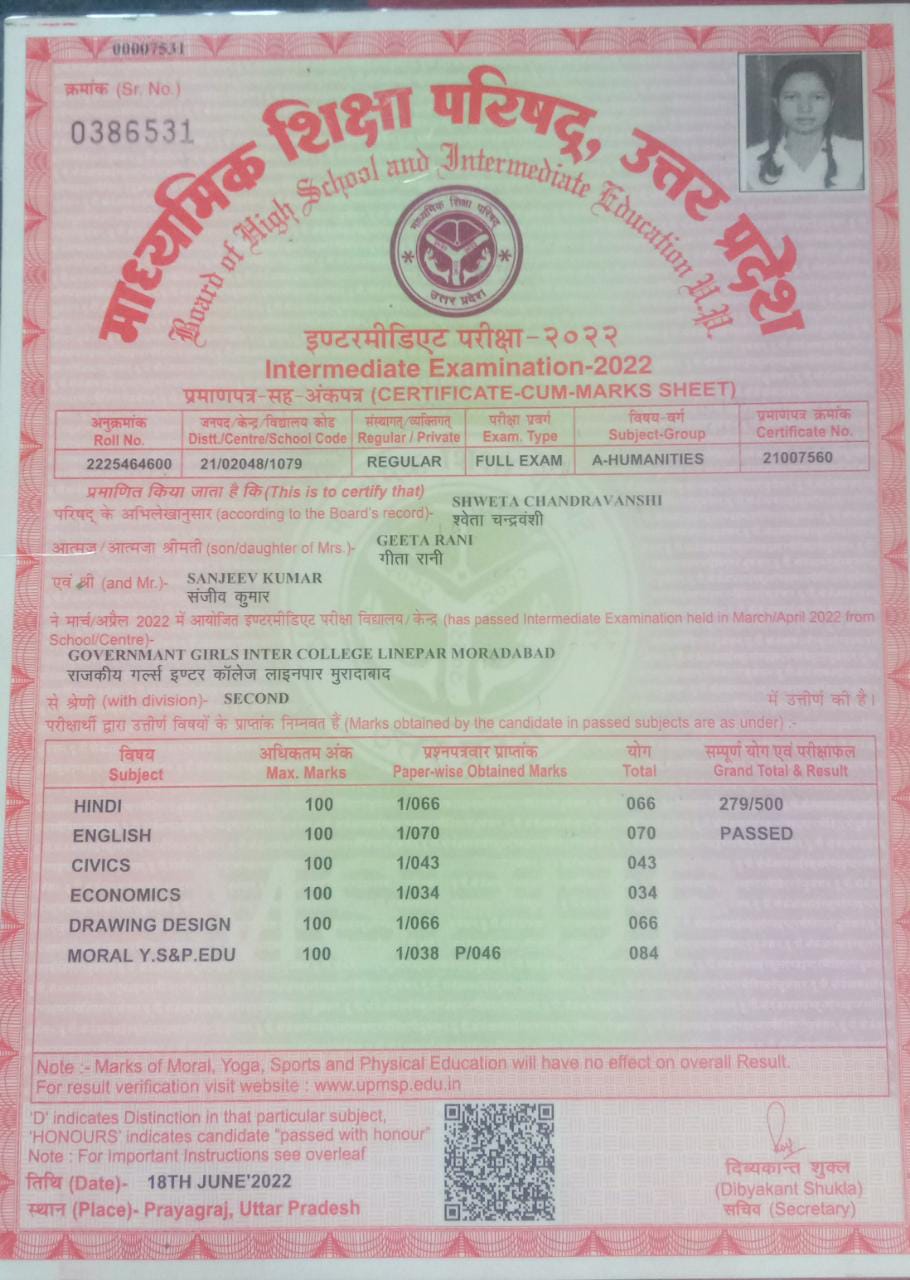 00007531
क्रमांक (Sr. No.)
0386531
माध्यमिक शिक्षा परिषद्, उत्तर प्रदेश
Board of High School and Intermediate Education U.P.
माध्यमिक शिक्षा परिषद्
उत्तर प्रदेश
इण्टरमीडिएट परीक्षा-२०२२
Intermediate Examination-2022
प्रमाणपत्र-सह-अंकपत्र (CERTIFICATE-CUM-MARKS SHEET)
अनुक्रमांक जनपद/केन्द्र/विद्यालय कोड संस्थागत/व्यक्तिगत परीक्षा प्रवर्ग विषय-वर्ग प्रमाणपत्र क्रमांक
Roll No. Distt./Centre/School Code Regular / Private Exam. Type Subject-Group Certificate No.
2225464600 21/02048/1079 REGULAR FULL EXAM A-HUMANITIES 21007560
प्रमाणित किया जाता है कि (This is to certify that)
परिषद् के अभिलेखानुसार (according to the Board's record)- SHWETA CHANDRAVANSHI
श्वेता चन्द्रवंशी
आत्मज/आत्मजा श्रीमती (son/daughter of Mrs.)- GEETA RANI
गीता रानी
एवं श्री (and Mr.)- SANJEEV KUMAR
संजीव कुमार
ने मार्च/अप्रैल 2022 में आयोजित इण्टरमीडिएट परीक्षा विद्यालय/केन्द्र (has passed Intermediate Examination held in March/April 2022 from
School/Centre)-
GOVERNMANT GIRLS INTER COLLEGE LINEPAR MORADABAD
राजकीय गर्ल्स इण्टर कॉलेज लाइनपार मुरादाबाद
से श्रेणी (with division)- SECOND में उत्तीर्ण की है।
परीक्षार्थी द्वारा उत्तीर्ण विषयों के प्राप्तांक निम्नवत हैं (Marks obtained by the candidate in passed subjects are as under) :-
विषय अधिकतम अंक प्रश्नपत्रवार प्राप्तांक योग सम्पूर्ण योग एवं परीक्षाफल
Subject Max. Marks Paper-wise Obtained Marks Total Grand Total & Result
HINDI 100 1/066 066 279/500
ENGLISH 100 1/070 070 PASSED
CIVICS 100 1/043 043
ECONOMICS 100 1/034 034
DRAWING DESIGN 100 1/066 066
MORAL Y.S&P.EDU 100 1/038 P/046 084
Note :- Marks of Moral, Yoga, Sports and Physical Education will have no effect on overall Result.
For result verification visit website : www.upmsp.edu.in
'D' indicates Distinction in that particular subject,
'HONOURS' indicates candidate "passed with honour"
Note : For Important Instructions see overleaf
तिथि (Date)- 18TH JUNE'2022
स्थान (Place)- Prayagraj, Uttar Pradesh
दिब्यकान्त शुक्ल
(Dibyakant Shukla)
सचिव (Secretary)